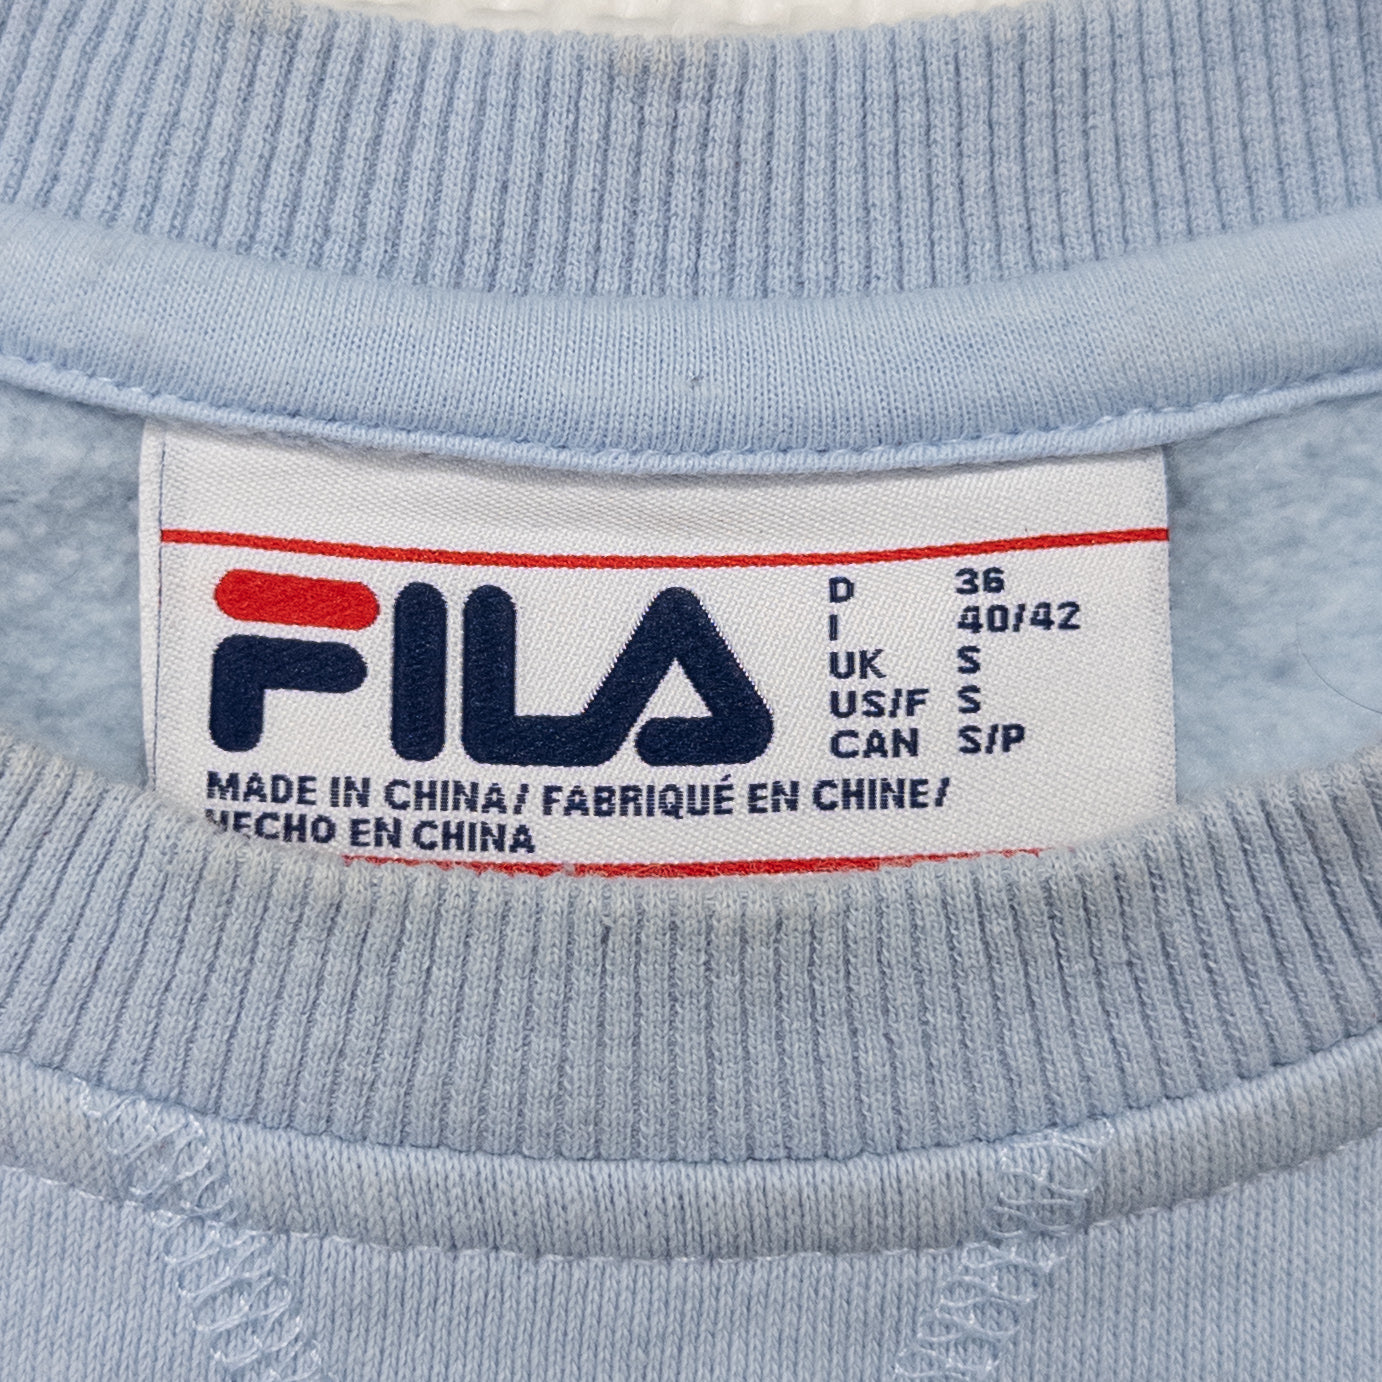 FILA
D 36
I 40/42
UK S
US/F S
CAN S/P
MADE IN CHINA/ FABRIQUÉ EN CHINE/
HECHO EN CHINA